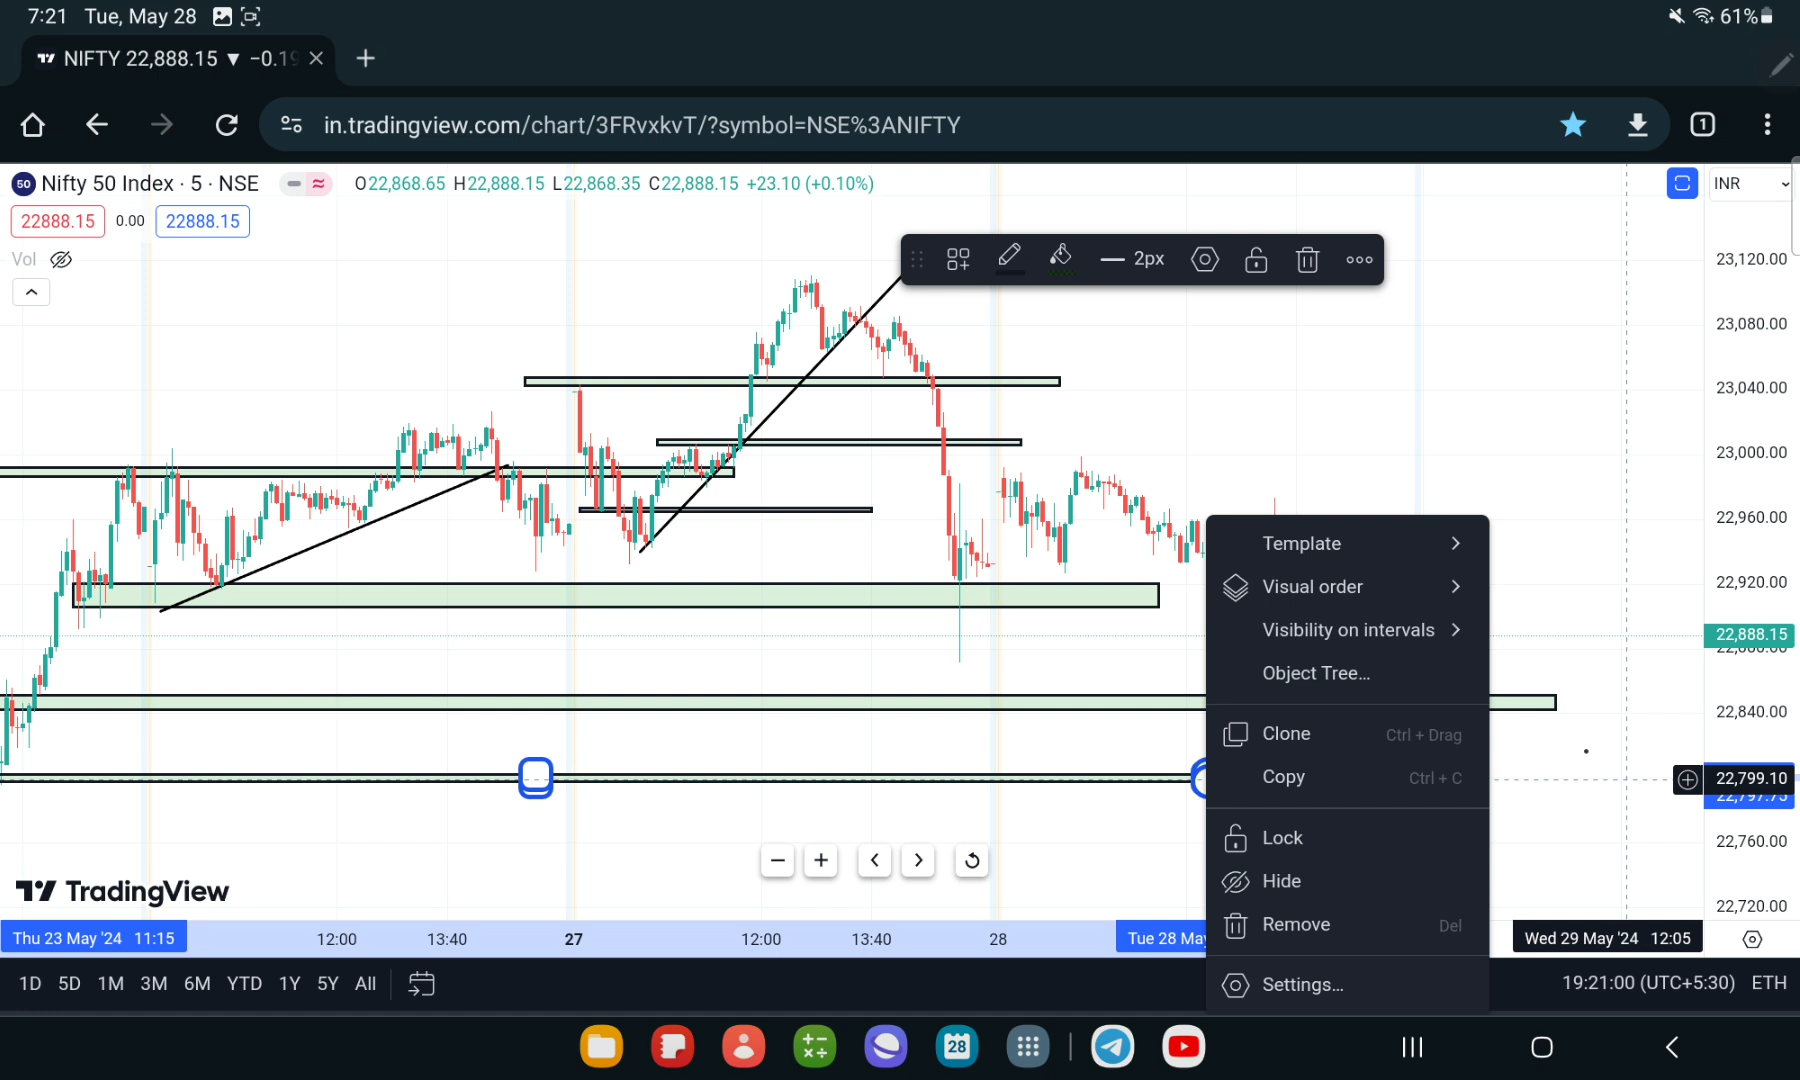 7:21 Tue, May 28
61%
NIFTY 22,888.15 ▼ −0.19
in.tradingview.com/chart/3FRvxkvT/?symbol=NSE%3ANIFTY
1
50 Nifty 50 Index · 5 · NSE O22,868.65 H22,888.15 L22,868.35 C22,888.15 +23.10 (+0.10%)
INR
22888.15 0.00 22888.15
Vol
2px
23,120.00
23,080.00
23,040.00
23,000.00
22,960.00
22,920.00
22,888.15
22,840.00
22,799.10
22,797.75
22,760.00
22,720.00
Template
Visual order
Visibility on intervals
Object Tree...
Clone Ctrl + Drag
Copy Ctrl + C
Lock
Hide
Remove Del
Settings...
TradingView
Thu 23 May '24 11:15 12:00 13:40 27 12:00 13:40 28 Tue 28 May Wed 29 May '24 12:05
1D 5D 1M 3M 6M YTD 1Y 5Y All 19:21:00 (UTC+5:30) ETH
28